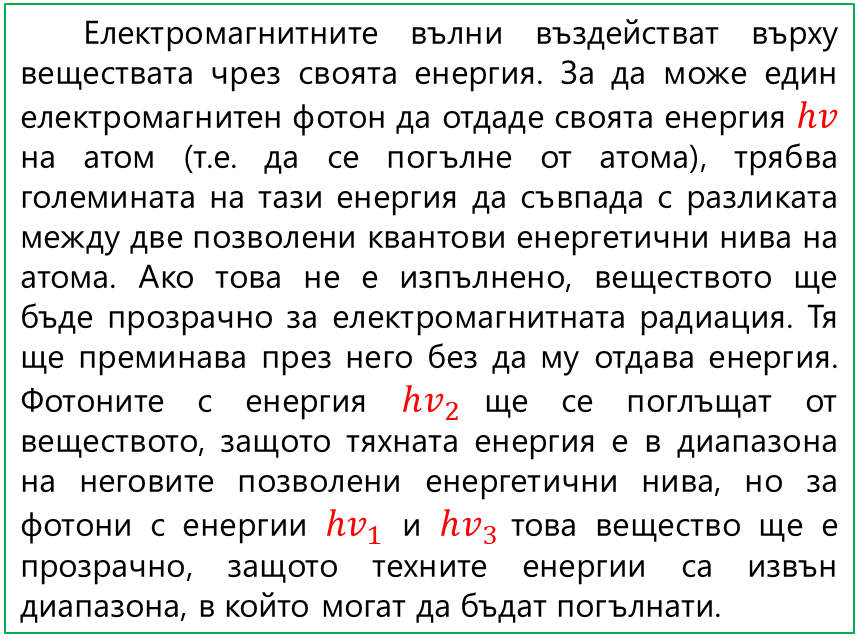 Електромагнитните вълни въздействат върху
веществата чрез своята енергия. За да може един
електромагнитен фотон да отдаде своята енергия hν
на атом (т.е. да се погълне от атома), трябва
големината на тази енергия да съвпада с разликата
между две позволени квантови енергетични нива на
атома. Ако това не е изпълнено, веществото ще
бъде прозрачно за електромагнитната радиация. Тя
ще преминава през него без да му отдава енергия.
Фотоните с енергия hν₂ ще се поглъщат от
веществото, защото тяхната енергия е в диапазона
на неговите позволени енергетични нива, но за
фотони с енергии hν₁ и hν₃ това вещество ще е
прозрачно, защото техните енергии са извън
диапазона, в който могат да бъдат погълнати.